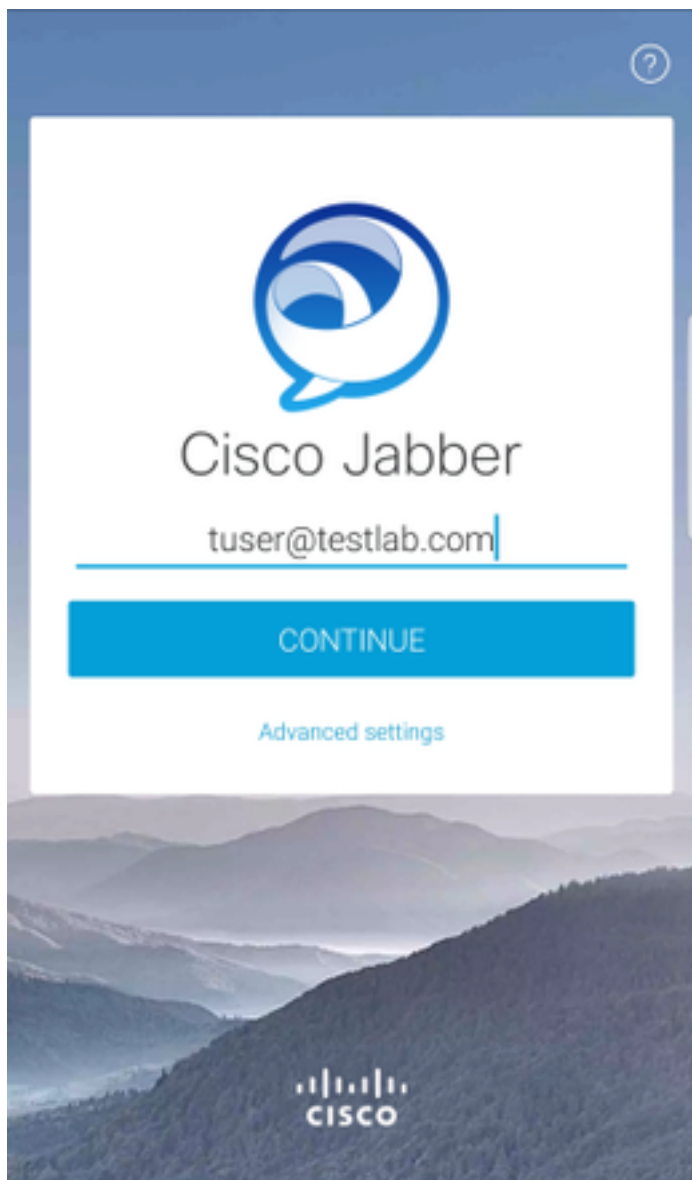 ?
Cisco Jabber
tuser@testlab.com
CONTINUE
Advanced settings
CISCO